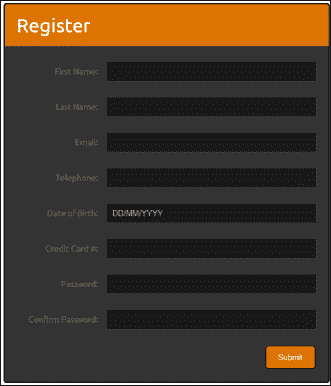 Register
First Name:
Last Name:
Email:
Telephone:
Date of Birth: DD/MM/YYYY
Credit Card #:
Password:
Confirm Password:
Submit